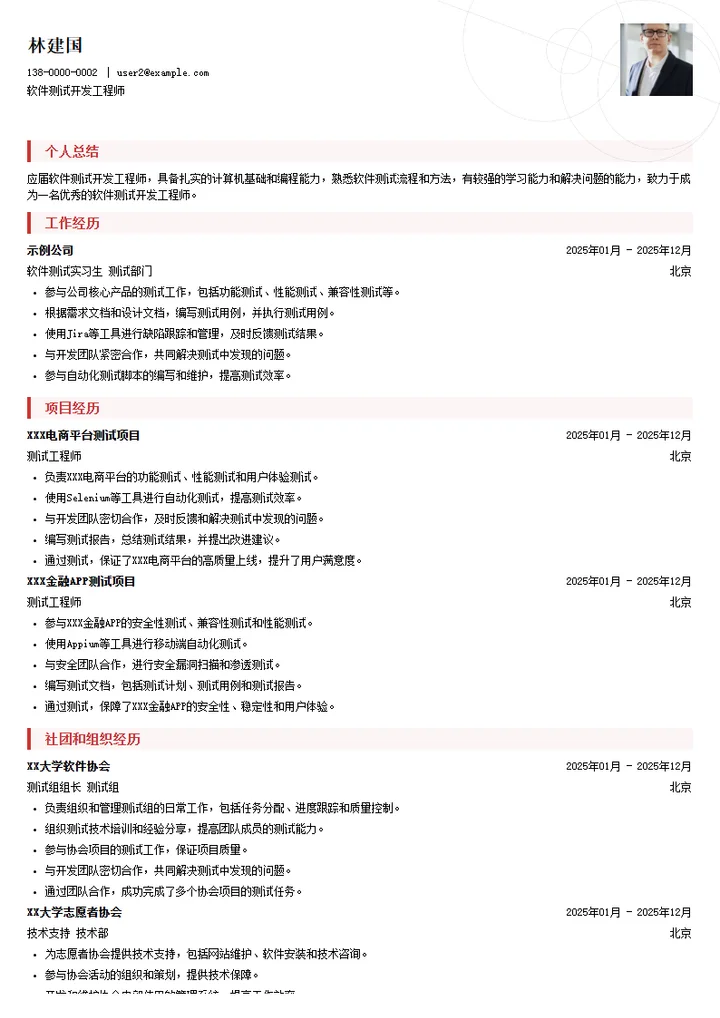 林建国
138-0000-0002 | user2@example.com
软件测试开发工程师
个人总结
应届软件测试开发工程师，具备扎实的计算机基础和编程能力，熟悉软件测试流程和方法，有较强的学习能力和解决问题的能力，致力于成
为一名优秀的软件测试开发工程师。
工作经历
示例公司 2025年01月 - 2025年12月
软件测试实习生 测试部门 北京
• 参与公司核心产品的测试工作，包括功能测试、性能测试、兼容性测试等。
• 根据需求文档和设计文档，编写测试用例，并执行测试用例。
• 使用Jira等工具进行缺陷跟踪和管理，及时反馈测试结果。
• 与开发团队紧密合作，共同解决测试中发现的问题。
• 参与自动化测试脚本的编写和维护，提高测试效率。
项目经历
XXX电商平台测试项目 2025年01月 - 2025年12月
测试工程师 北京
• 负责XXX电商平台的功能测试、性能测试和用户体验测试。
• 使用Selenium等工具进行自动化测试，提高测试效率。
• 与开发团队密切合作，及时反馈和解决测试中发现的问题。
• 编写测试报告，总结测试结果，并提出改进建议。
• 通过测试，保证了XXX电商平台的高质量上线，提升了用户满意度。
XXX金融APP测试项目 2025年01月 - 2025年12月
测试工程师 北京
• 参与XXX金融APP的安全性测试、兼容性测试和性能测试。
• 使用Appium等工具进行移动端自动化测试。
• 与安全团队合作，进行安全漏洞扫描和渗透测试。
• 编写测试文档，包括测试计划、测试用例和测试报告。
• 通过测试，保障了XXX金融APP的安全性、稳定性和用户体验。
社团和组织经历
XX大学软件协会 2025年01月 - 2025年12月
测试组组长 测试组 北京
• 负责组织和管理测试组的日常工作，包括任务分配、进度跟踪和质量控制。
• 组织测试技术培训和经验分享，提高团队成员的测试能力。
• 参与协会项目的测试工作，保证项目质量。
• 与开发团队密切合作，共同解决测试中发现的问题。
• 通过团队合作，成功完成了多个协会项目的测试任务。
XX大学志愿者协会 2025年01月 - 2025年12月
技术支持 技术部 北京
• 为志愿者协会提供技术支持，包括网站维护、软件安装和技术咨询。
• 参与协会活动的组织和策划，提供技术保障。